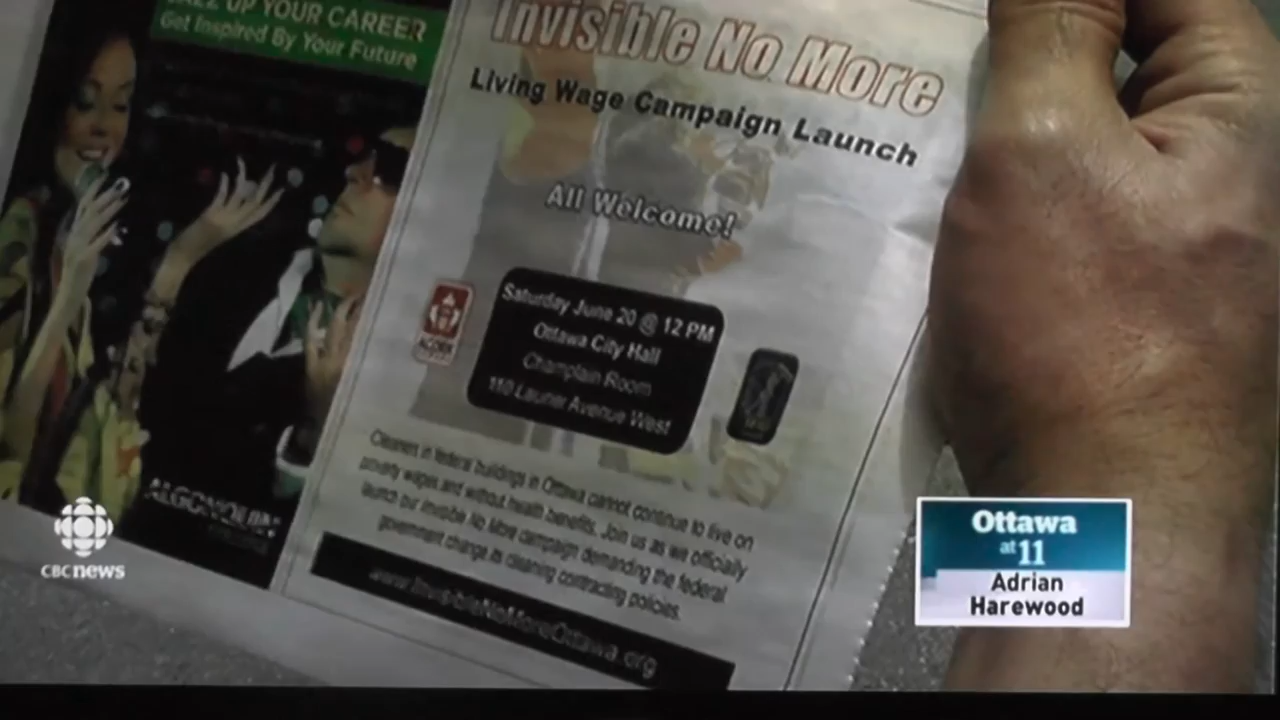 UP YOUR CAREER
Get Inspired By Your Future
ALGONQUIN
Invisible No More
Living Wage Campaign Launch
All Welcome!
ACORN
Saturday June 20 @ 12 PM
Ottawa City Hall
Champlain Room
110 Laurier Avenue West
Cleaners in federal buildings in Ottawa cannot continue to live on
poverty wages and without health benefits. Join us as we officially
launch our Invisible No More campaign demanding the federal
government change its cleaning contracting policies.
www.InvisibleNoMoreOttawa.org
CBC news
Ottawa
at 11
Adrian
Harewood